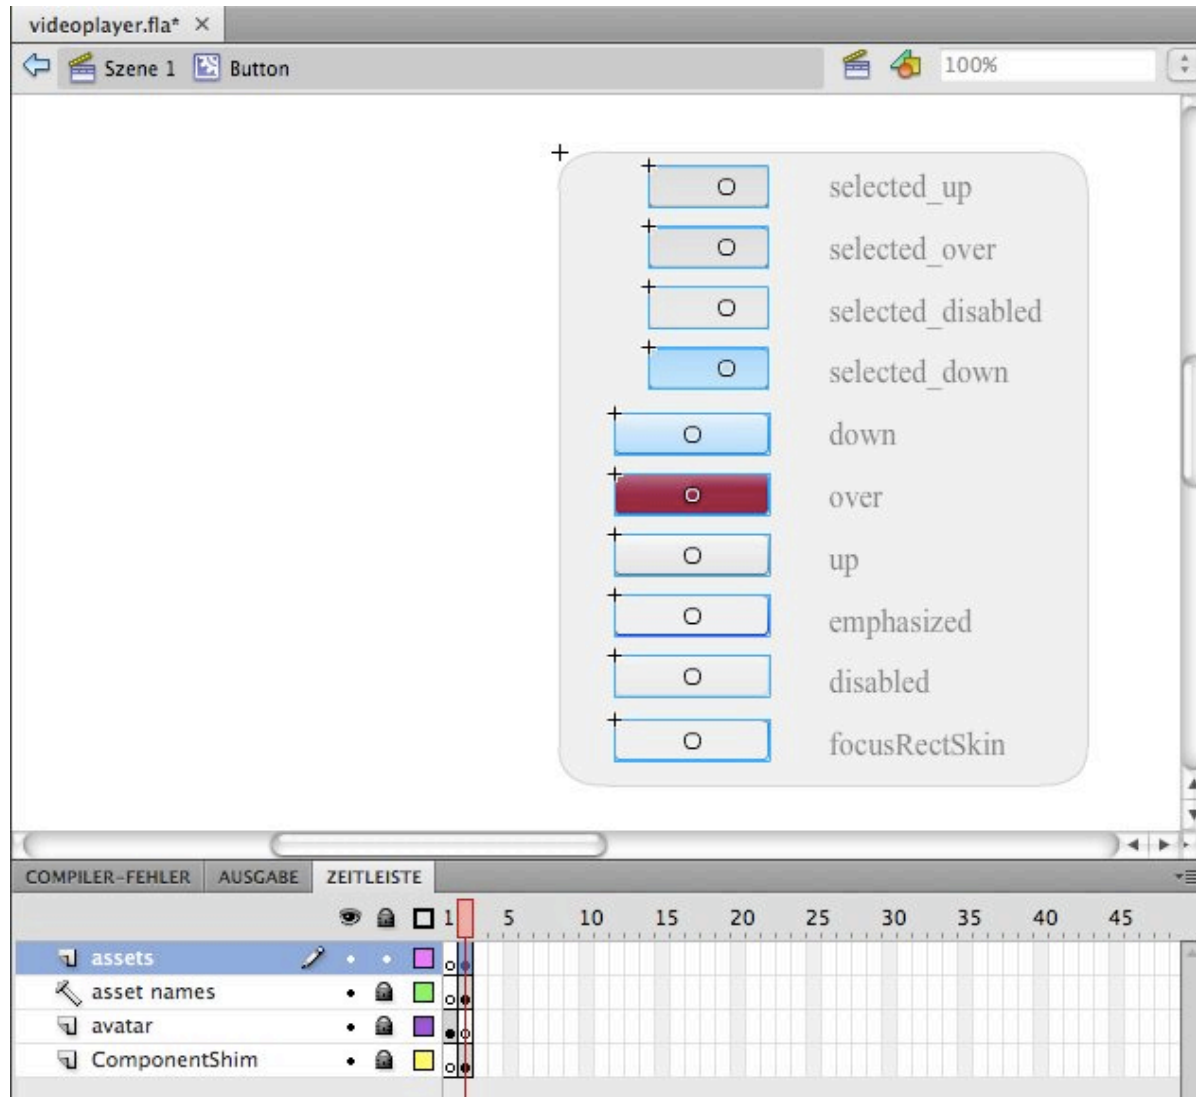 videoplayer.fla* ×
Szene 1 Button 100%
selected_up
selected_over
selected_disabled
selected_down
down
over
up
emphasized
disabled
focusRectSkin
COMPILER-FEHLER AUSGABE ZEITLEISTE
1 5 10 15 20 25 30 35 40 45
assets
asset names
avatar
ComponentShim